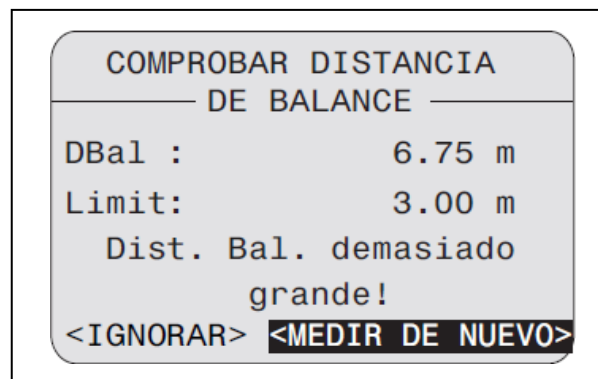 COMPROBAR DISTANCIA
DE BALANCE
DBal : 6.75 m
Limit: 3.00 m
Dist. Bal. demasiado
grande!
<IGNORAR> <MEDIR DE NUEVO>